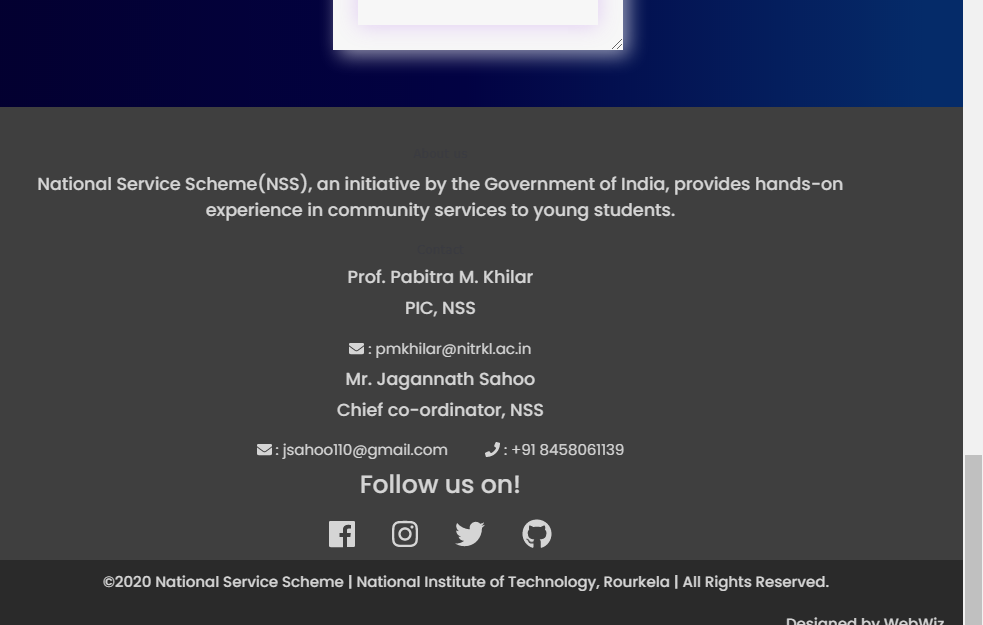 About us
National Service Scheme(NSS), an initiative by the Government of India, provides hands-on
experience in community services to young students.
Contact
Prof. Pabitra M. Khilar
PIC, NSS
: pmkhilar@nitrkl.ac.in
Mr. Jagannath Sahoo
Chief co-ordinator, NSS
: jsahoo110@gmail.com : +91 8458061139
Follow us on!
©2020 National Service Scheme | National Institute of Technology, Rourkela | All Rights Reserved.
Designed by WebWiz